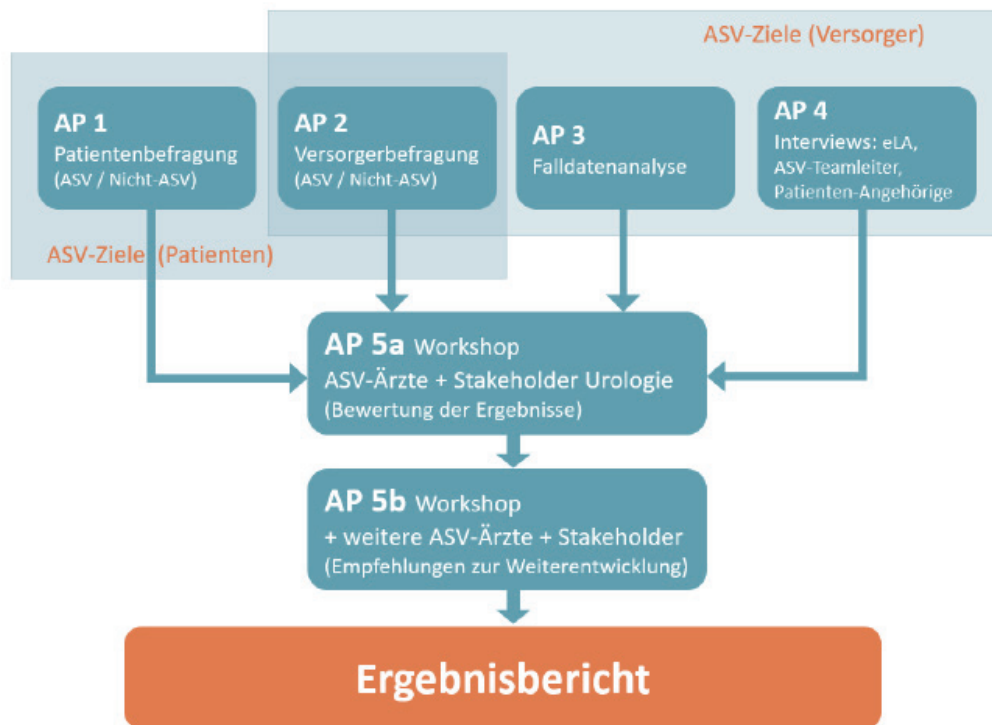 ASV-Ziele (Versorger)
AP 1
Patientenbefragung
(ASV / Nicht-ASV)
AP 2
Versorgerbefragung
(ASV / Nicht-ASV)
AP 3
Falldatenanalyse
AP 4
Interviews: eLA,
ASV-Teamleiter,
Patienten-Angehörige
ASV-Ziele (Patienten)
AP 5a Workshop
ASV-Ärzte + Stakeholder Urologie
(Bewertung der Ergebnisse)
AP 5b Workshop
+ weitere ASV-Ärzte + Stakeholder
(Empfehlungen zur Weiterentwicklung)
Ergebnisbericht